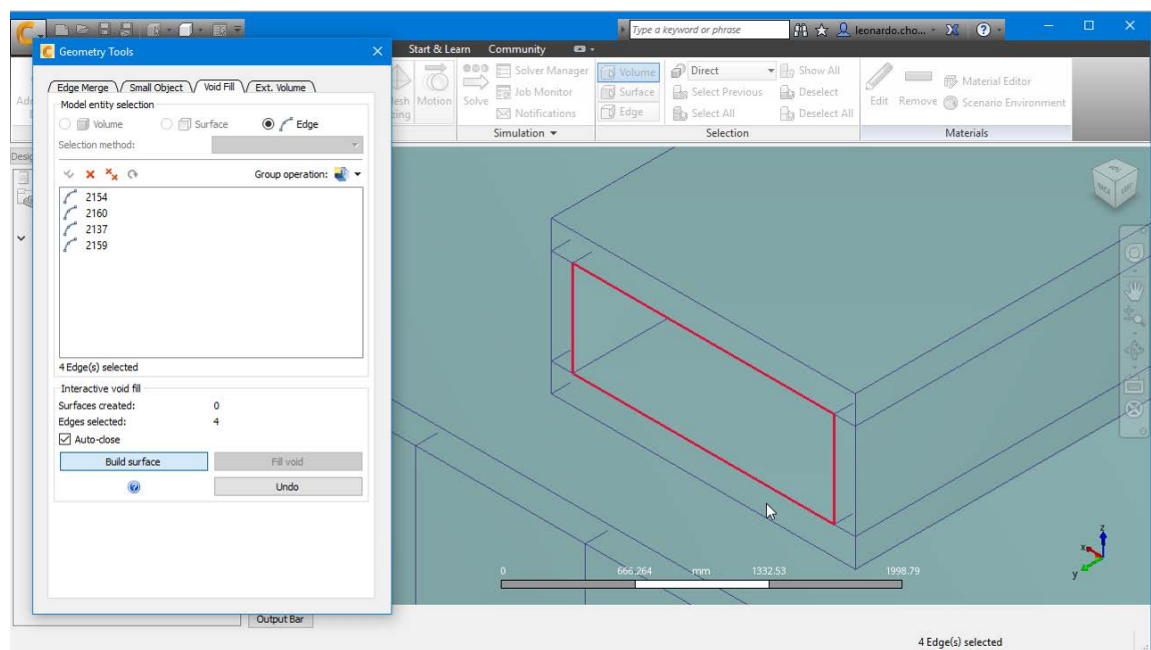 Type a keyword or phrase
leonardo.cho...
Geometry Tools
Start & Learn Community
Edge Merge Small Object Void Fill Ext. Volume
Model entity selection
Volume Surface Edge
Selection method:
Group operation:
2154
2160
2137
2159
4 Edge(s) selected
Interactive void fill
Surfaces created: 0
Edges selected: 4
Auto-close
Build surface Fill void
Undo
Motion
Solve
Solver Manager
Job Monitor
Notifications
Simulation
Volume
Surface
Edge
Direct
Select Previous
Select All
Show All
Deselect
Deselect All
Selection
Edit Remove
Material Editor
Scenario Environment
Materials
0 666.264 mm 1332.53 1998.79
z
x
y
Output Bar
4 Edge(s) selected